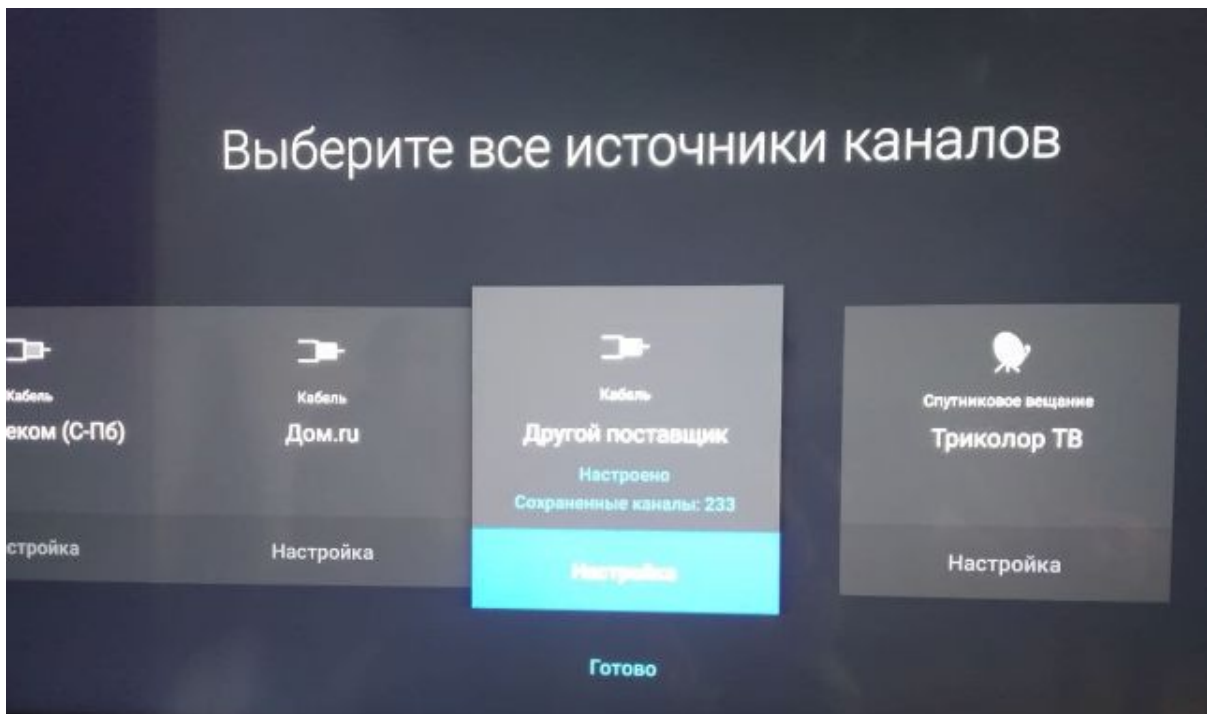 Выберите все источники каналов
Кабель
еком (С-Пб)
стройка
Кабель
Дом.ru
Настройка
Кабель
Другой поставщик
Настроено
Сохраненные каналы: 233
Настройка
Спутниковое вещание
Триколор ТВ
Настройка
Готово